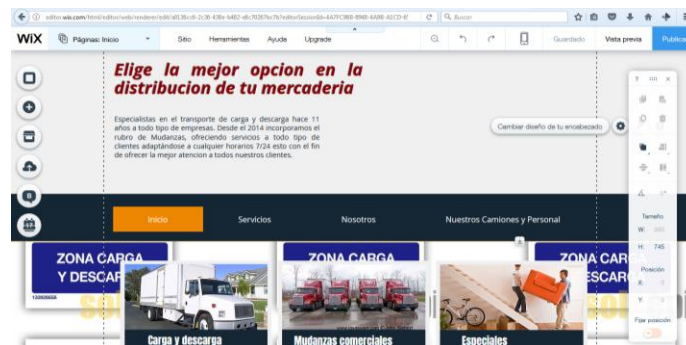 Buscar
WiX
Páginas: Inicio
Sitio
Herramientas
Ayuda
Upgrade
Guardado
Vista previa
Publica
Elige la mejor opcion en la
distribucion de tu mercaderia
Especialistas en el transporte de carga y descarga hace 11
años a todo tipo de empresas. Desde el 2014 incorporamos el
rubro de Mudanzas, ofreciendo servicios a todo tipo de
clientes adaptándose a cualquier horarios 7/24 esto con el fin
de ofrecer la mejor atencion a todos nuestros clientes.
Cambiar diseño de tu encabezado
Tamaño
W:
H: 745
Posición
X:
Y:
Fijar posición
Inicio
Servicios
Nosotros
Nuestros Camiones y Personal
ZONA CARGA
Y DESCAR
ZONA CARGA
ZONA CAR
ESCAR
Carga y descarga
Mudanzas comerciales
Especiales